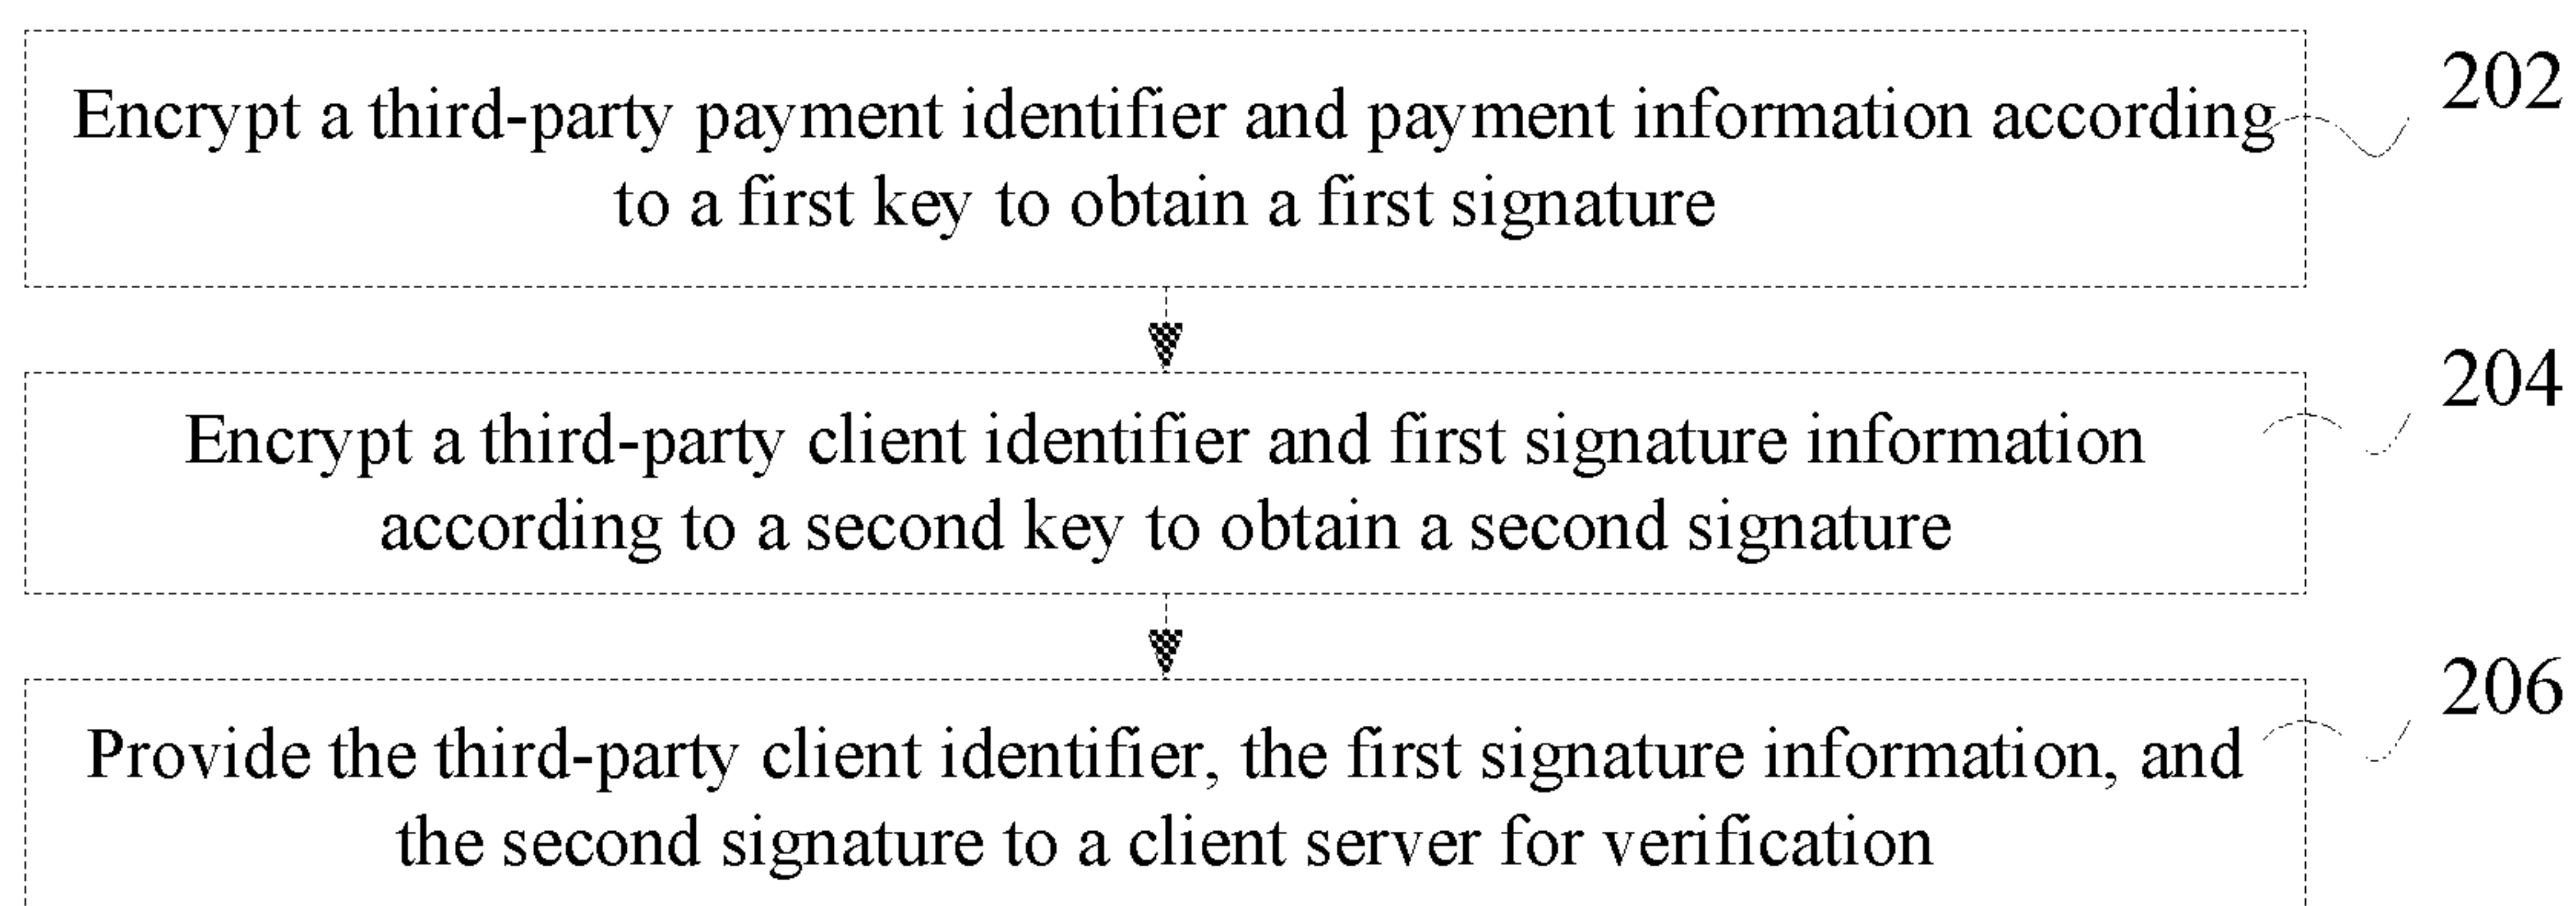 Encrypt a third-party payment identifier and payment information according
to a first key to obtain a first signature
202
Encrypt a third-party client identifier and first signature information
according to a second key to obtain a second signature
204
Provide the third-party client identifier, the first signature information, and
the second signature to a client server for verification
206